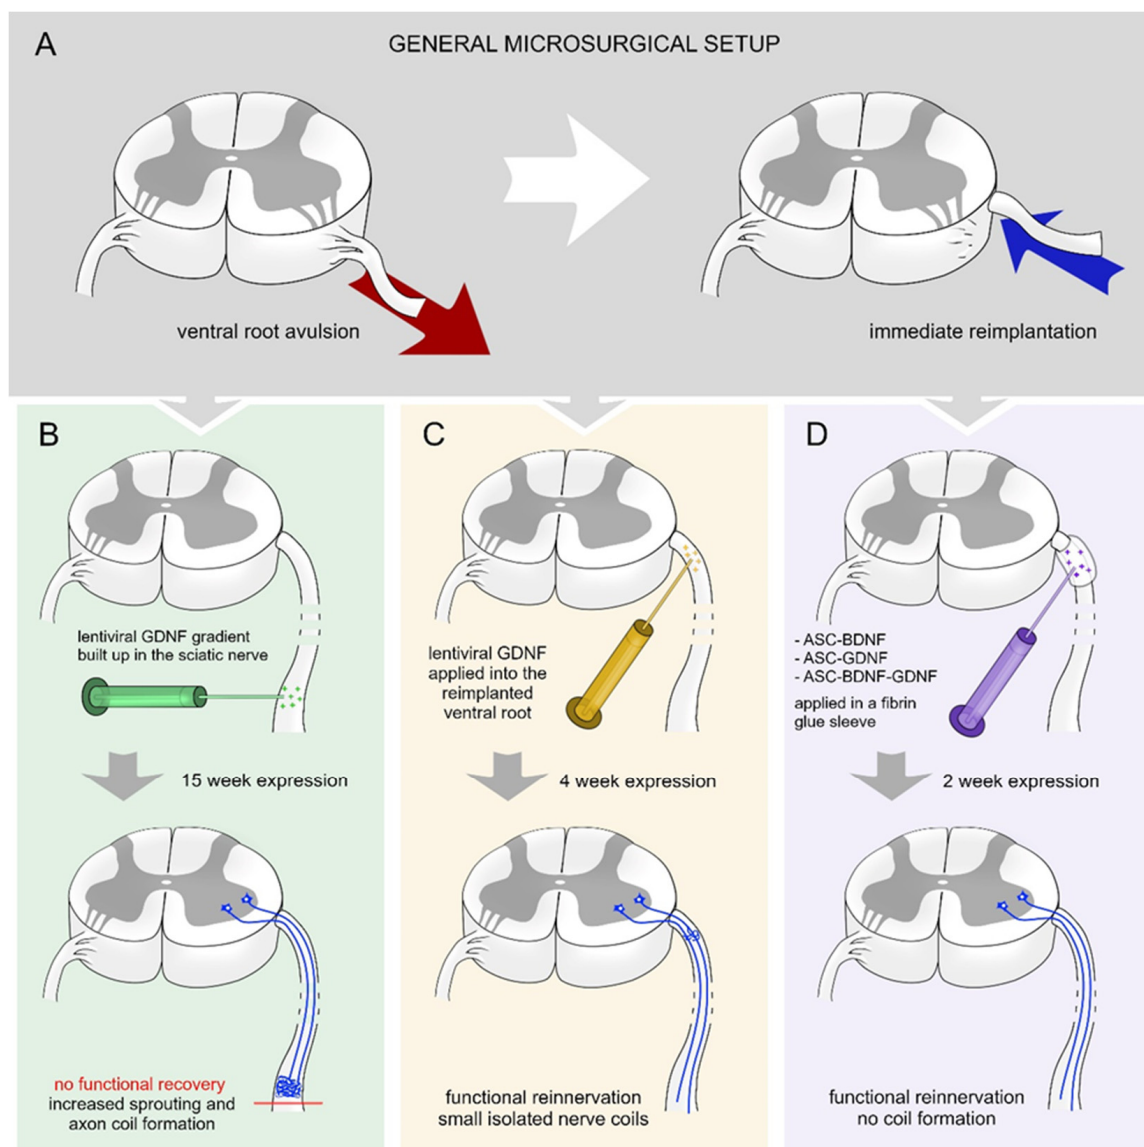 A
GENERAL MICROSURGICAL SETUP
ventral root avulsion
immediate reimplantation
B
lentiviral GDNF gradient
built up in the sciatic nerve
15 week expression
no functional recovery
increased sprouting and
axon coil formation
C
lentiviral GDNF
applied into the
reimplanted
ventral root
4 week expression
functional reinnervation
small isolated nerve coils
D
- ASC-BDNF
- ASC-GDNF
- ASC-BDNF-GDNF
applied in a fibrin
glue sleeve
2 week expression
functional reinnervation
no coil formation